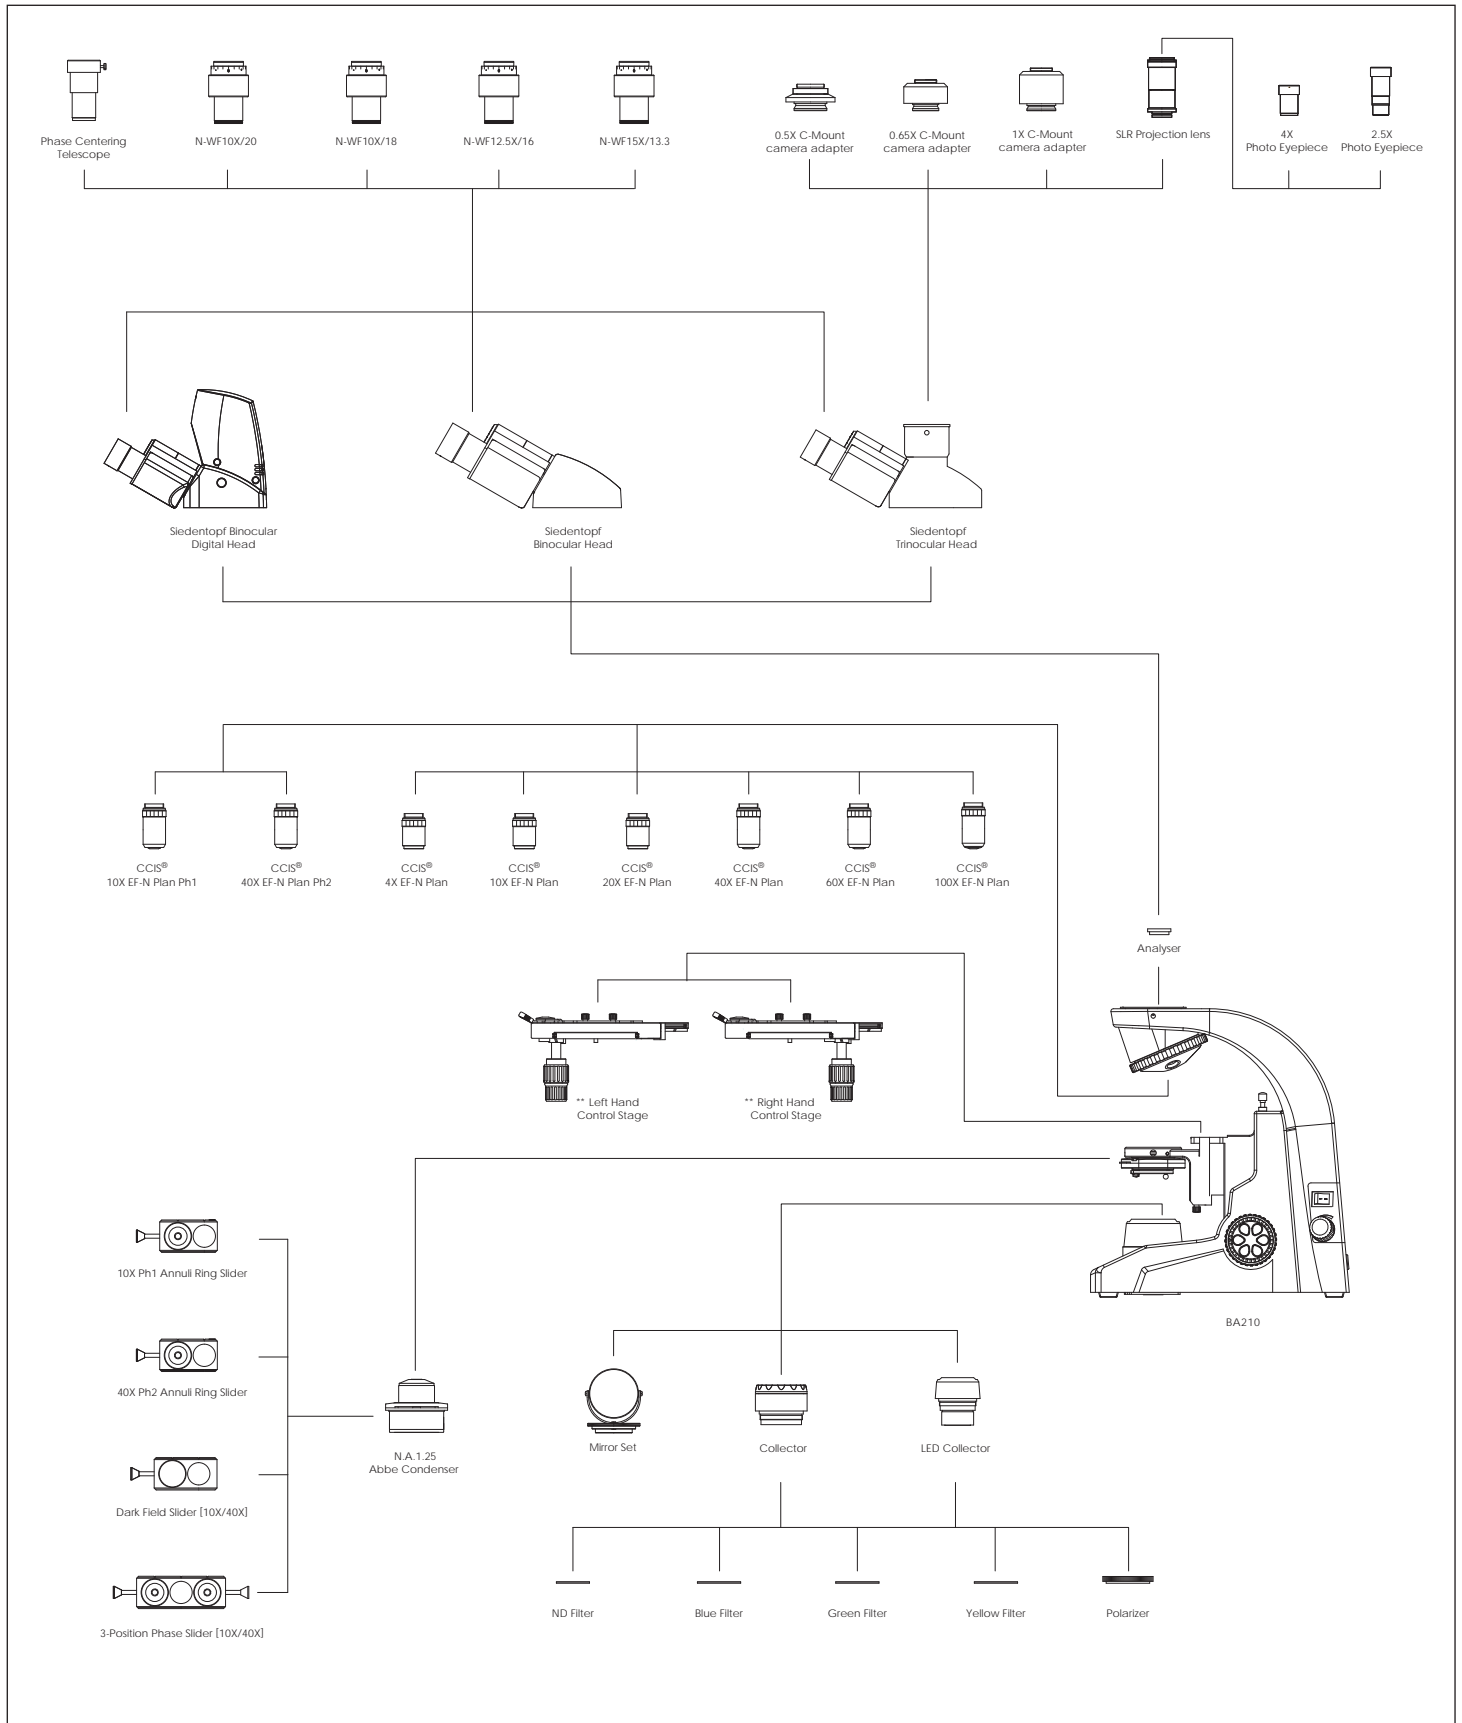 Phase Centering
Telescope
N-WF10X/20
N-WF10X/18
N-WF12.5X/16
N-WF15X/13.3
0.5X C-Mount
camera adapter
0.65X C-Mount
camera adapter
1X C-Mount
camera adapter
SLR Projection lens
4X
Photo Eyepiece
2.5X
Photo Eyepiece
Siedentopf Binocular
Digital Head
Siedentopf
Binocular Head
Siedentopf
Trinocular Head
CCIS®
10X EF-N Plan Ph1
CCIS®
40X EF-N Plan Ph2
CCIS®
4X EF-N Plan
CCIS®
10X EF-N Plan
CCIS®
20X EF-N Plan
CCIS®
40X EF-N Plan
CCIS®
60X EF-N Plan
CCIS®
100X EF-N Plan
Analyser
** Left Hand
Control Stage
** Right Hand
Control Stage
BA210
10X Ph1 Annuli Ring Slider
40X Ph2 Annuli Ring Slider
Dark Field Slider [10X/40X]
3-Position Phase Slider [10X/40X]
N.A.1.25
Abbe Condenser
Mirror Set
Collector
LED Collector
ND Filter
Blue Filter
Green Filter
Yellow Filter
Polarizer